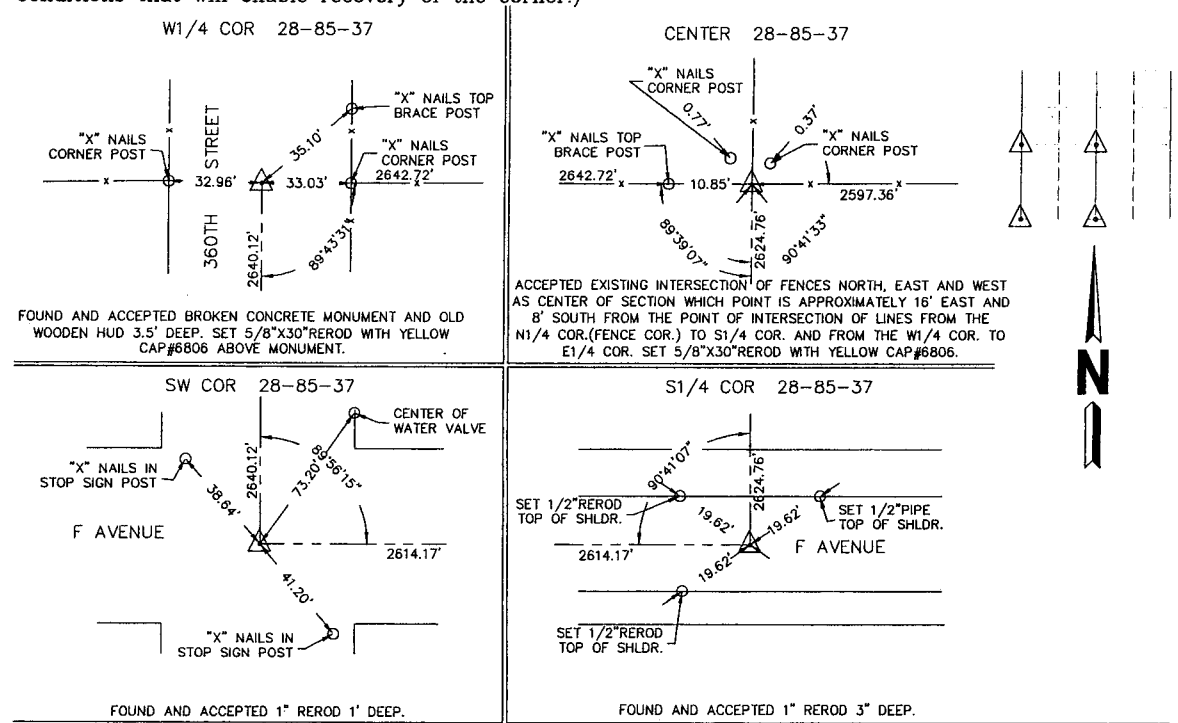 conditions that will enable recovery of the corner.)
W1/4 COR 28-85-37
"X" NAILS TOP
BRACE POST
"X" NAILS
CORNER POST
360TH STREET
35.10'
"X" NAILS
CORNER POST
32.96'
33.03'
2642.72'
2640.12'
89°43'31"
FOUND AND ACCEPTED BROKEN CONCRETE MONUMENT AND OLD
WOODEN HUD 3.5' DEEP. SET 5/8"X30"REROD WITH YELLOW
CAP#6806 ABOVE MONUMENT.
CENTER 28-85-37
"X" NAILS
CORNER POST
0.77'
0.37'
"X" NAILS TOP
BRACE POST
"X" NAILS
CORNER POST
2642.72'
10.85'
2597.36'
89°39'07"
2624.76'
90°41'33"
ACCEPTED EXISTING INTERSECTION OF FENCES NORTH, EAST AND WEST
AS CENTER OF SECTION WHICH POINT IS APPROXIMATELY 16' EAST AND
8' SOUTH FROM THE POINT OF INTERSECTION OF LINES FROM THE
N1/4 COR.(FENCE COR.) TO S1/4 COR. AND FROM THE W1/4 COR. TO
E1/4 COR. SET 5/8"X30"REROD WITH YELLOW CAP#6806.
N
SW COR 28-85-37
CENTER OF
WATER VALVE
"X" NAILS IN
STOP SIGN POST
38.64'
2640.12'
73.20'
89°56'15"
F AVENUE
2614.17'
41.20'
"X" NAILS IN
STOP SIGN POST
FOUND AND ACCEPTED 1" REROD 1' DEEP.
S1/4 COR 28-85-37
90°41'07"
2624.76'
SET 1/2"REROD
TOP OF SHLDR.
SET 1/2"PIPE
TOP OF SHLDR.
19.62'
19.62'
2614.17'
F AVENUE
19.62'
SET 1/2"REROD
TOP OF SHLDR.
FOUND AND ACCEPTED 1" REROD 3" DEEP.